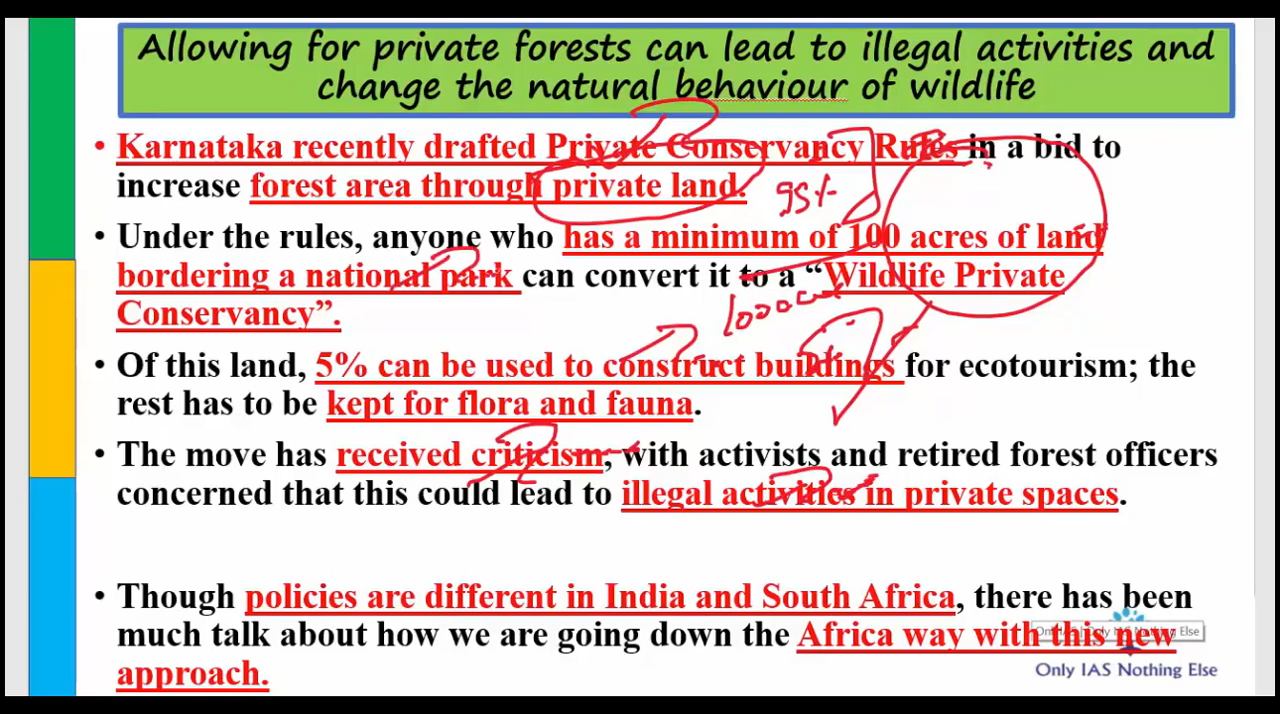 Allowing for private forests can lead to illegal activities and
change the natural behaviour of wildlife
• Karnataka recently drafted Private Conservancy Rules in a bid to
increase forest area through private land.
95%
• Under the rules, anyone who has a minimum of 100 acres of land
bordering a national park can convert it to a “Wildlife Private
Conservancy”.
• Of this land, 5% can be used to construct buildings for ecotourism; the
rest has to be kept for flora and fauna.
• The move has received criticism, with activists and retired forest officers
concerned that this could lead to illegal activities in private spaces.
• Though policies are different in India and South Africa, there has been
much talk about how we are going down the Africa way with this new
approach.
Only IAS Nothing Else